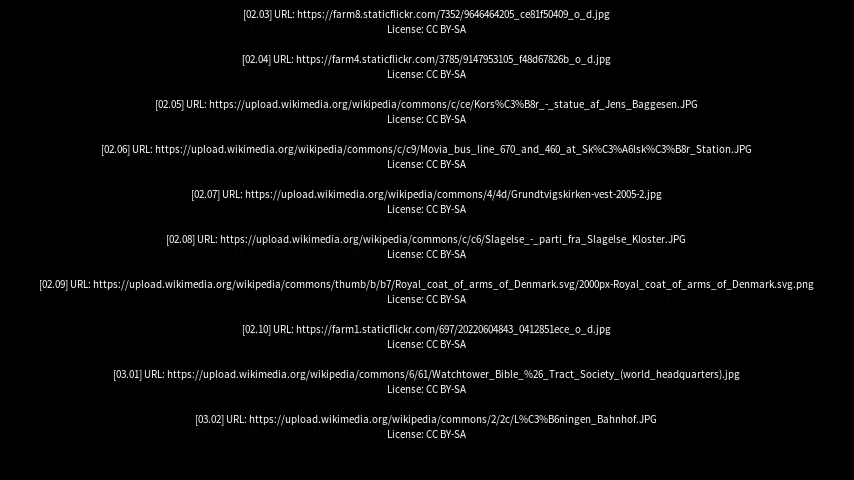 [02.03] URL: https://farm8.staticflickr.com/7352/9646464205_ce81f50409_o_d.jpg
License: CC BY-SA
[02.04] URL: https://farm4.staticflickr.com/3785/9147953105_f48d67826b_o_d.jpg
License: CC BY-SA
[02.05] URL: https://upload.wikimedia.org/wikipedia/commons/c/ce/Kors%C3%B8r_-_statue_af_Jens_Baggesen.JPG
License: CC BY-SA
[02.06] URL: https://upload.wikimedia.org/wikipedia/commons/c/c9/Movia_bus_line_670_and_460_at_Sk%C3%A6lsk%C3%B8r_Station.JPG
License: CC BY-SA
[02.07] URL: https://upload.wikimedia.org/wikipedia/commons/4/4d/Grundtvigskirken-vest-2005-2.jpg
License: CC BY-SA
[02.08] URL: https://upload.wikimedia.org/wikipedia/commons/c/c6/Slagelse_-_parti_fra_Slagelse_Kloster.JPG
License: CC BY-SA
[02.09] URL: https://upload.wikimedia.org/wikipedia/commons/thumb/b/b7/Royal_coat_of_arms_of_Denmark.svg/2000px-Royal_coat_of_arms_of_Denmark.svg.png
License: CC BY-SA
[02.10] URL: https://farm1.staticflickr.com/697/20220604843_0412851ece_o_d.jpg
License: CC BY-SA
[03.01] URL: https://upload.wikimedia.org/wikipedia/commons/6/61/Watchtower_Bible_%26_Tract_Society_(world_headquarters).jpg
License: CC BY-SA
[03.02] URL: https://upload.wikimedia.org/wikipedia/commons/2/2c/L%C3%B6ningen_Bahnhof.JPG
License: CC BY-SA